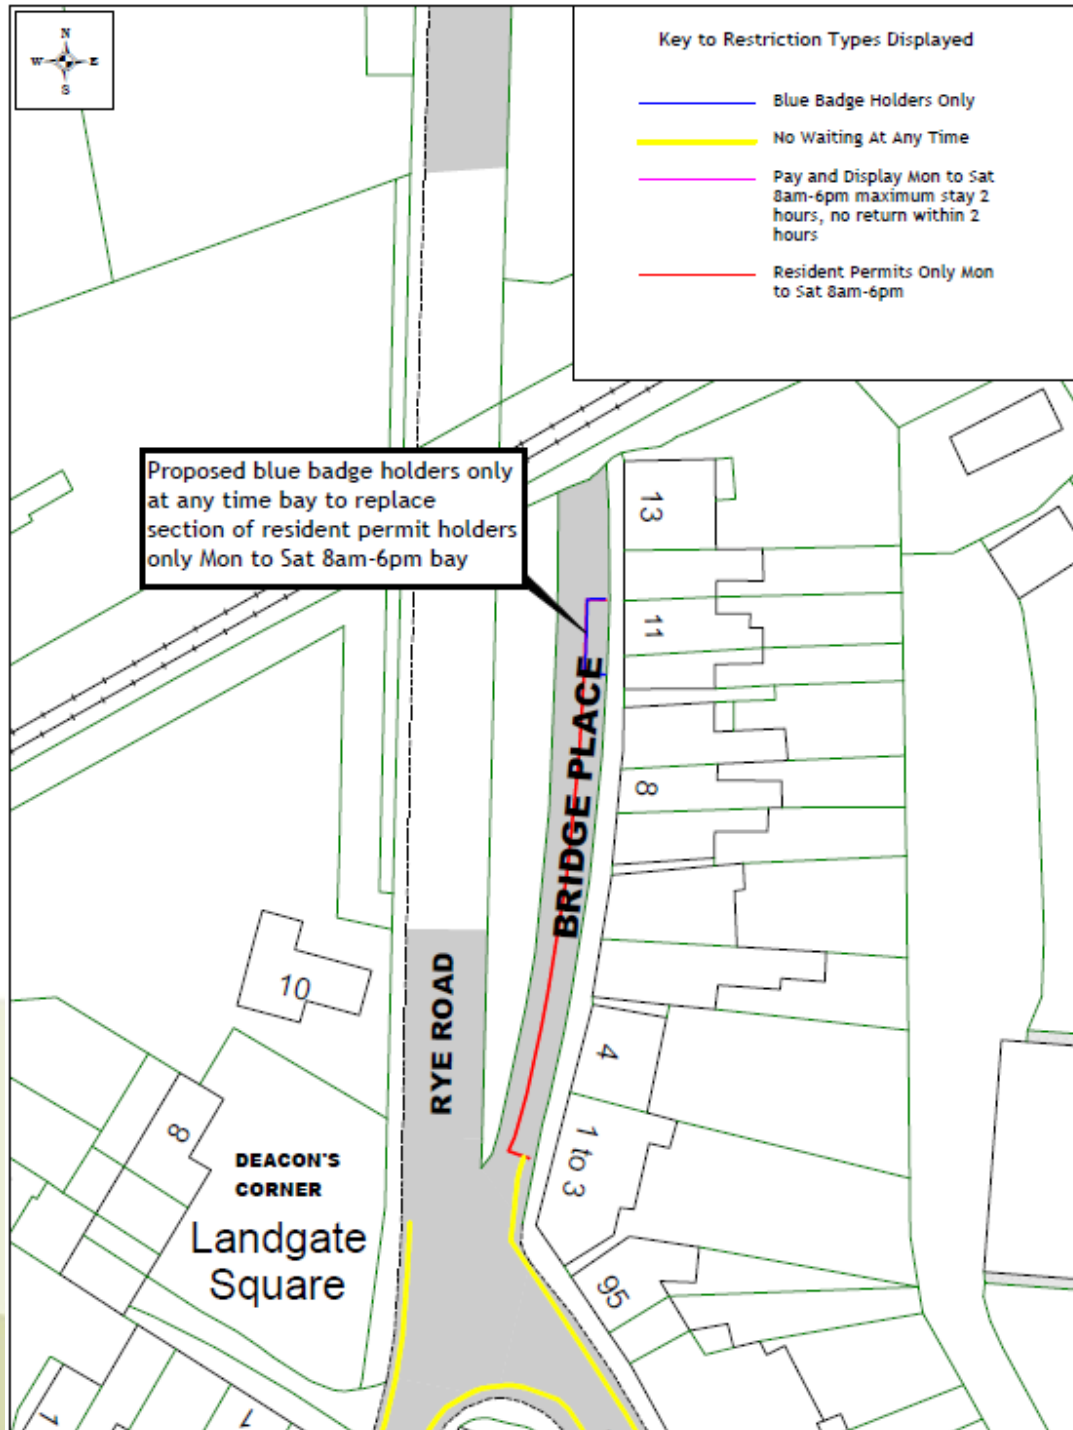 N
W E
S
Key to Restriction Types Displayed
Blue Badge Holders Only
No Waiting At Any Time
Pay and Display Mon to Sat
8am-6pm maximum stay 2
hours, no return within 2
hours
Resident Permits Only Mon
to Sat 8am-6pm
Proposed blue badge holders only
at any time bay to replace
section of resident permit holders
only Mon to Sat 8am-6pm bay
13
11
BRIDGE PLACE
8
10
RYE ROAD
4
1 to 3
8
DEACON'S
CORNER
Landgate
Square
95
1
1